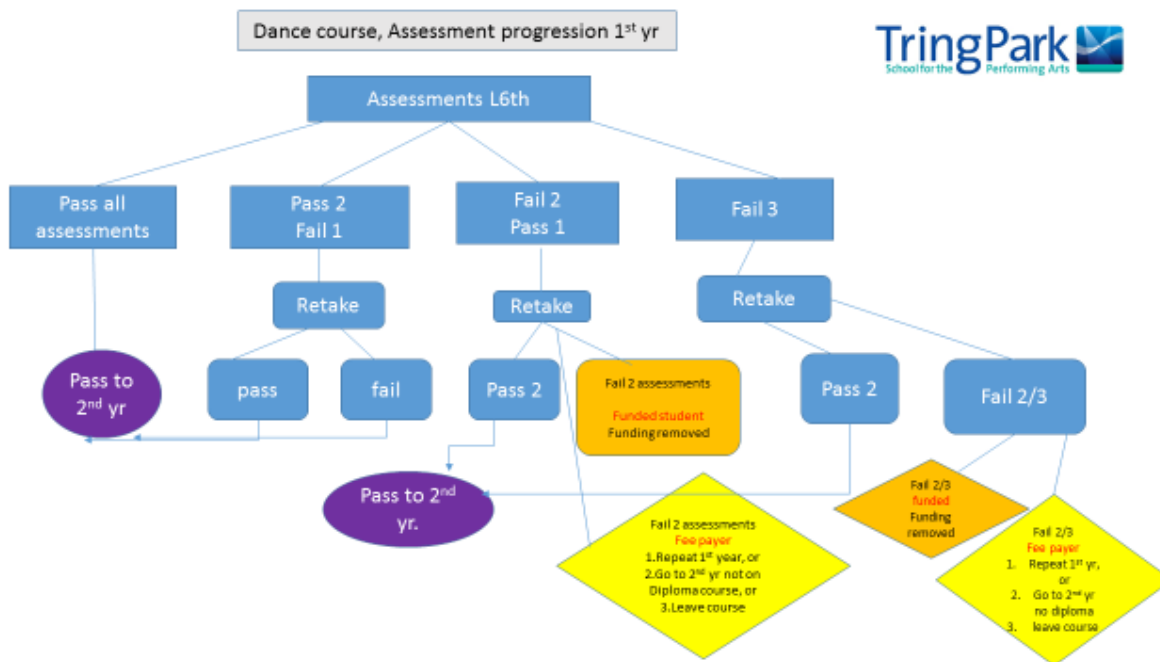 Dance course, Assessment progression 1st yr
TringPark
School for the Performing Arts
Assessments L6th
Pass all
assessments
Pass 2
Fail 1
Fail 2
Pass 1
Fail 3
Retake
Retake
Retake
Pass to
2nd yr
pass
fail
Pass 2
Fail 2 assessments
Funded student
Funding removed
Pass 2
Fail 2/3
Pass to 2nd
yr.
Fail 2 assessments
Fee payer
1.Repeat 1st year, or
2.Go to 2nd yr not on
Diploma course, or
3.Leave course
Fail 2/3
funded
Funding
removed
Fail 2/3
Fee payer
1. Repeat 1st yr,
or
2. Go to 2nd yr
no diploma
3. leave course